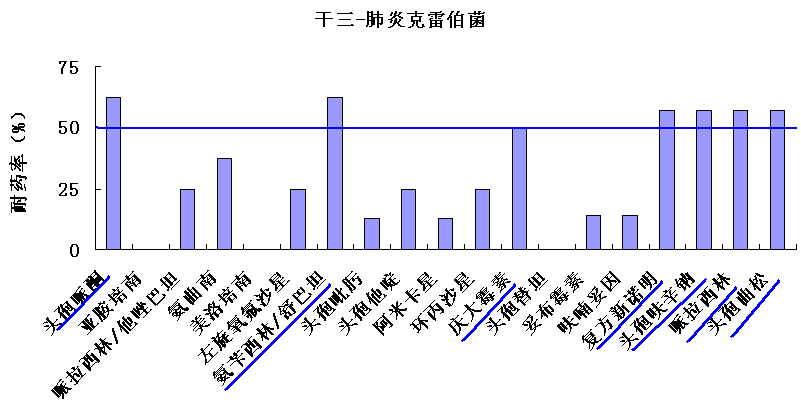 干三-肺炎克雷伯菌
耐药率（%）
75
50
25
0
头孢哌酮
亚胺培南
哌拉西林/他唑巴坦
氨曲南
美洛培南
左旋氧氟沙星
氨苄西林/舒巴坦
头孢吡肟
头孢他啶
阿米卡星
环丙沙星
庆大霉素
头孢替坦
妥布霉素
呋喃妥因
复方新诺明
头孢呋辛钠
哌拉西林
头孢曲松